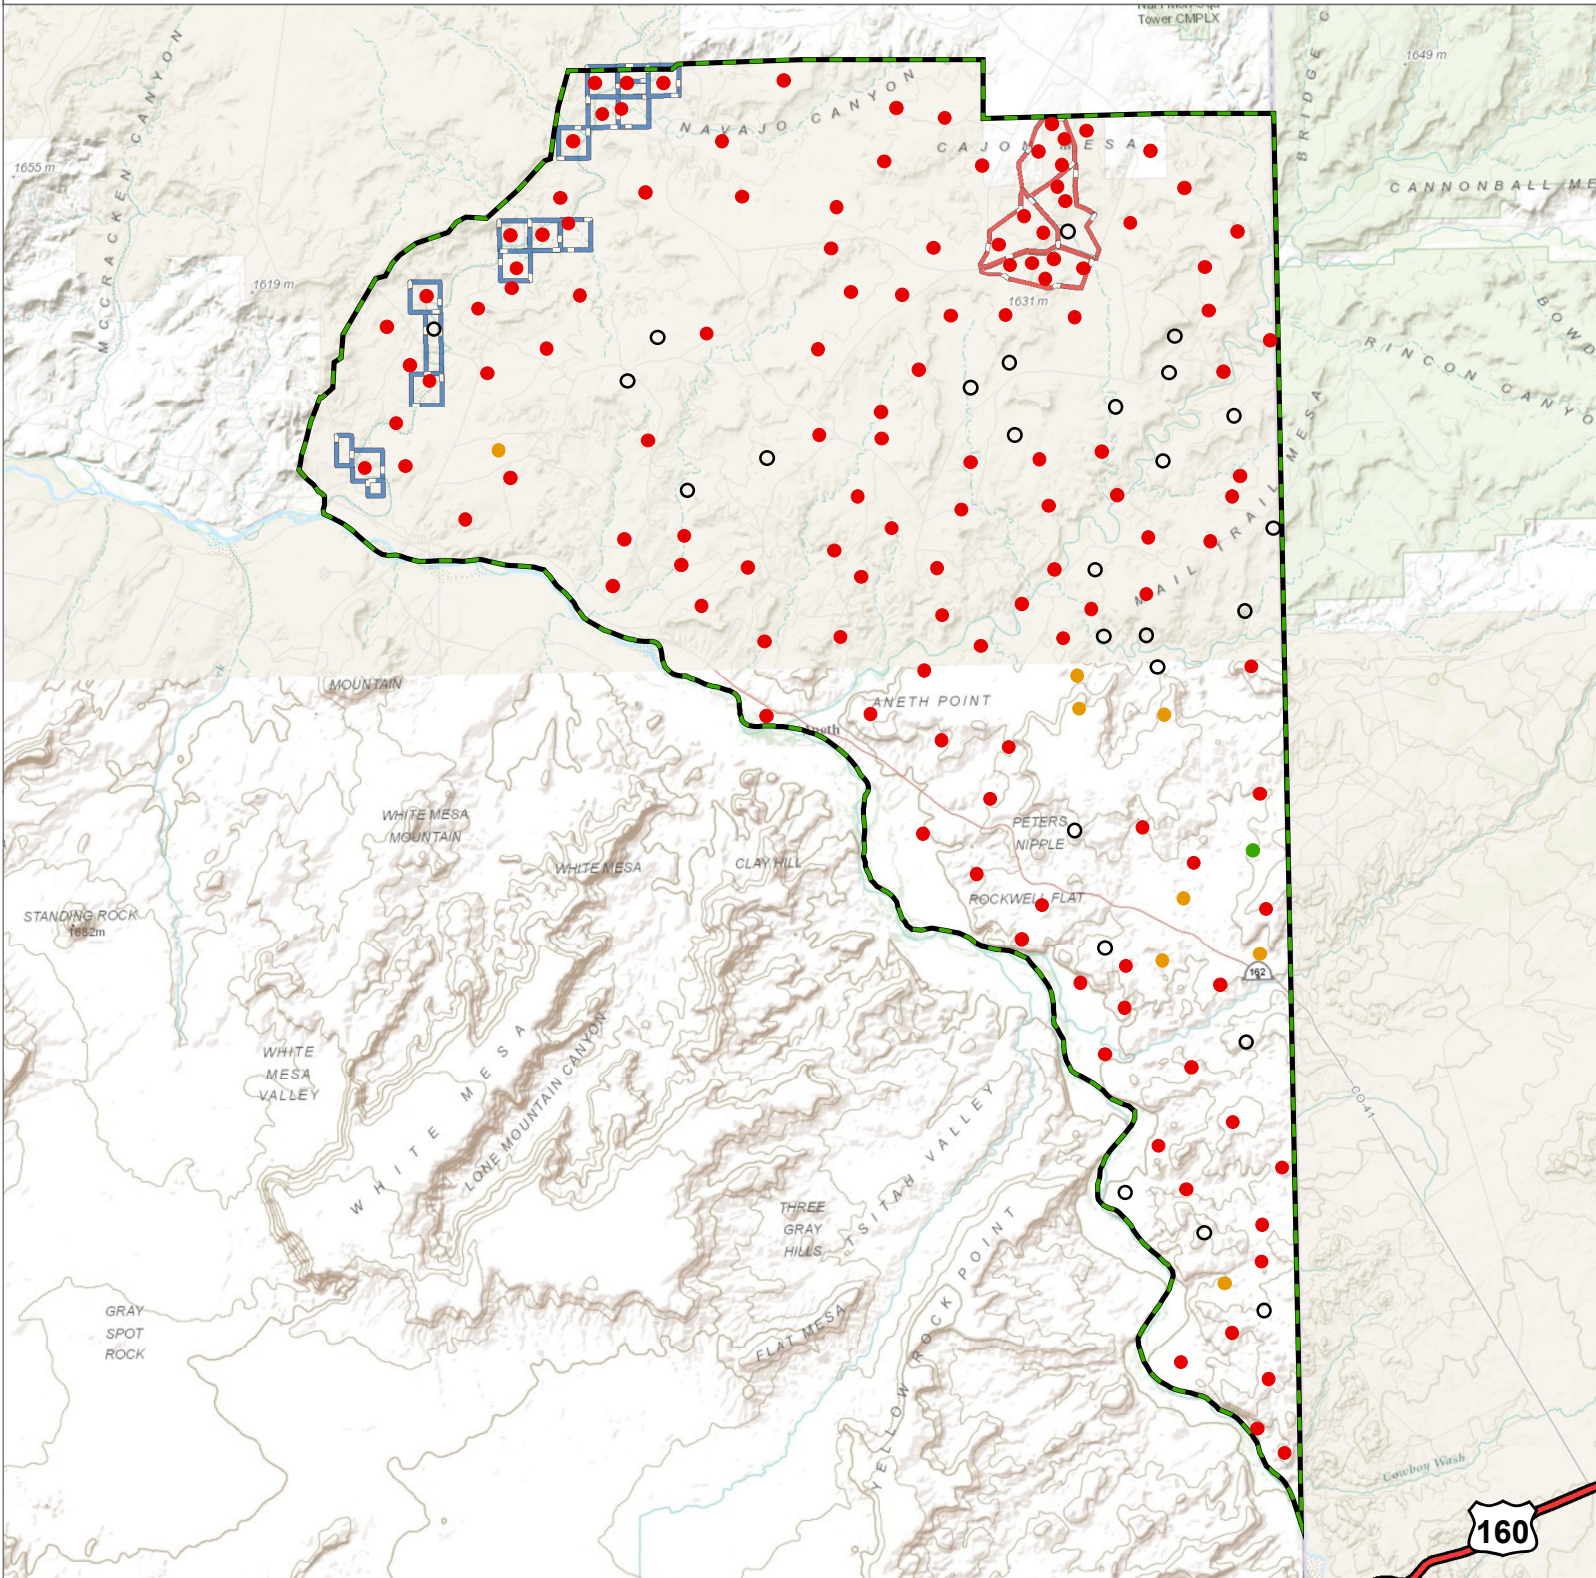 Tower CMPLX
1649 m
BRIDGE C
MCCRACKEN CANYON
NAVAJO CANYON
CAJON MESA
1655 m
CANNONBALL ME
1619 m
1631 m
BOWD
RINCON CANYO
MAIL TRAIL MESA
MOUNTAIN
ANETH POINT
Aneth
WHITE MESA
MOUNTAIN
PETERS
NIPPLE
WHITE MESA
CLAY HILL
ROCKWELL FLAT
STANDING ROCK
1682m
162
WHITE
MESA
VALLEY
WHITE MESA
LONE MOUNTAIN CANYON
CO-41
TSITAH VALLEY
THREE
GRAY
HILLS
YELLOW ROCK POINT
GRAY
SPOT
ROCK
FLAT MESA
Cowboy Wash
160